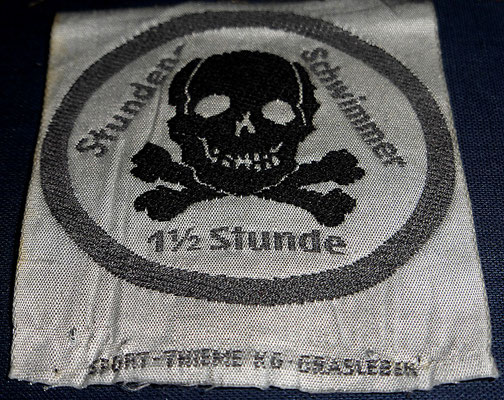 Stunden-
Schwimmer
1½ Stunde
SPORT-THIEME KG·GRASLEBEN